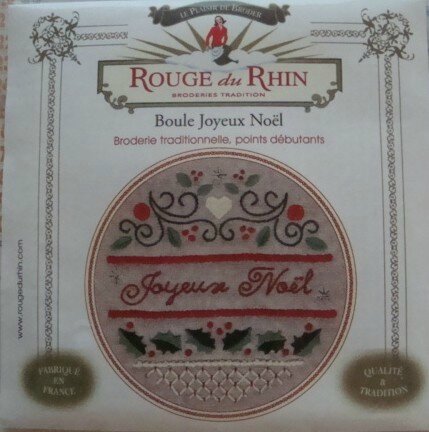 LE PLAISIR DE BRODER
ROUGE du RHIN
BRODERIES TRADITION
Boule Joyeux Noël
Broderie traditionnelle, points débutants
www.rougedurhin.com
Joyeux Noël
FABRIQUÉ
EN
FRANCE
QUALITÉ
&
TRADITION